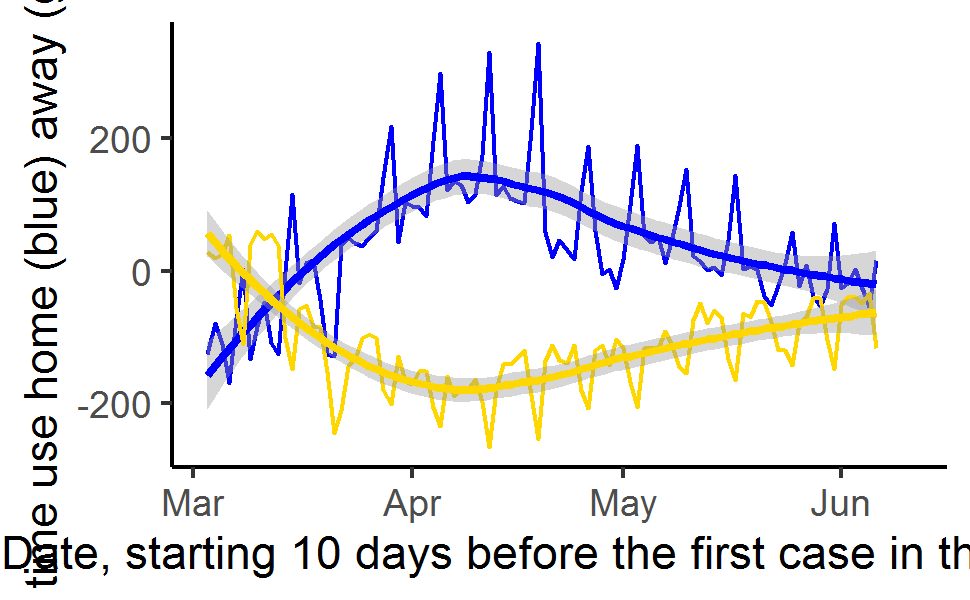 time use home (blue) away (
200
0
-200
Mar Apr May Jun
Date, starting 10 days before the first case in th